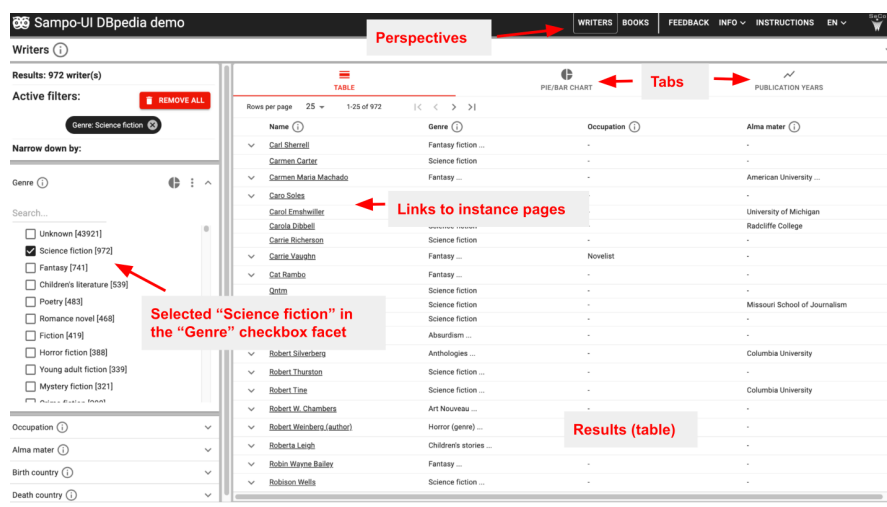 Sampo-UI DBpedia demo
WRITERS BOOKS FEEDBACK INFO INSTRUCTIONS EN
SeCo
Perspectives
Writers
Results: 972 writer(s)
Active filters:
REMOVE ALL
Genre: Science fiction
Narrow down by:
Genre
Search...
Unknown [43921]
Science fiction [972]
Fantasy [741]
Children's literature [539]
Poetry [483]
Romance novel [468]
Fiction [419]
Horror fiction [388]
Young adult fiction [339]
Mystery fiction [321]
Occupation
Alma mater
Birth country
Death country
Selected “Science fiction” in
the “Genre” checkbox facet
TABLE
PIE/BAR CHART
Tabs
PUBLICATION YEARS
Rows per page 25 1-25 of 972
Name Genre Occupation Alma mater
Carl Sherrell Fantasy fiction ... - -
Carmen Carter Science fiction - -
Carmen Maria Machado Fantasy ... - American University ...
Caro Soles - -
Links to instance pages
Carol Emshwiller University of Michigan
Carola Dibbell Science fiction Radcliffe College
Carrie Richerson Science fiction - -
Carrie Vaughn Fantasy ... Novelist -
Cat Rambo Fantasy ... - -
Qntm Science fiction - -
Science fiction - Missouri School of Journalism
Science fiction - -
Absurdism ... - -
Robert Silverberg Anthologies ... - Columbia University
Robert Thurston Science fiction ... - -
Robert Tine Science fiction ... - Columbia University
Robert W. Chambers Art Nouveau ... - -
Robert Weinberg (author) Horror (genre) ...
Results (table)
Roberta Leigh Children's stories ... - -
Robin Wayne Bailey Fantasy ... - -
Robison Wells Science fiction ... - -